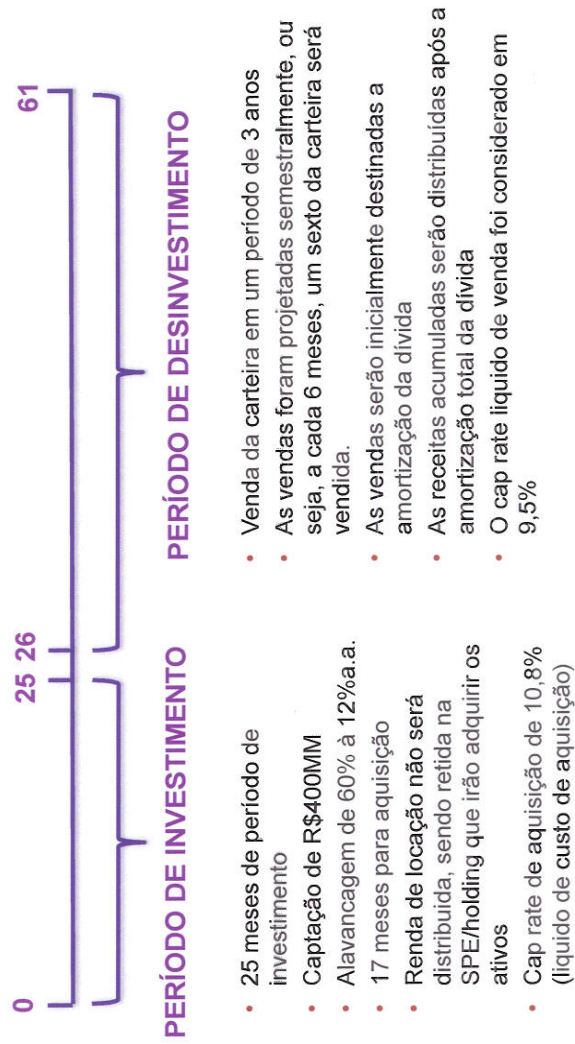 0
25
26
61
PERÍODO DE INVESTIMENTO
• 25 meses de período de
investimento
• Captação de R$400MM
• Alavancagem de 60% à 12%a.a.
• 17 meses para aquisição
• Renda de locação não será
distribuida, sendo retida na
SPE/holding que irão adquirir os
ativos
• Cap rate de aquisição de 10,8%
(liquido de custo de aquisição)
PERÍODO DE DESINVESTIMENTO
• Venda da carteira em um período de 3 anos
• As vendas foram projetadas semestralmente, ou
seja, a cada 6 meses, um sexto da carteira será
vendida.
• As vendas serão inicialmente destinadas a
amortização da dívida
• As receitas acumuladas serão distribuídas após a
amortização total da dívida
• O cap rate liquido de venda foi considerado em
9,5%